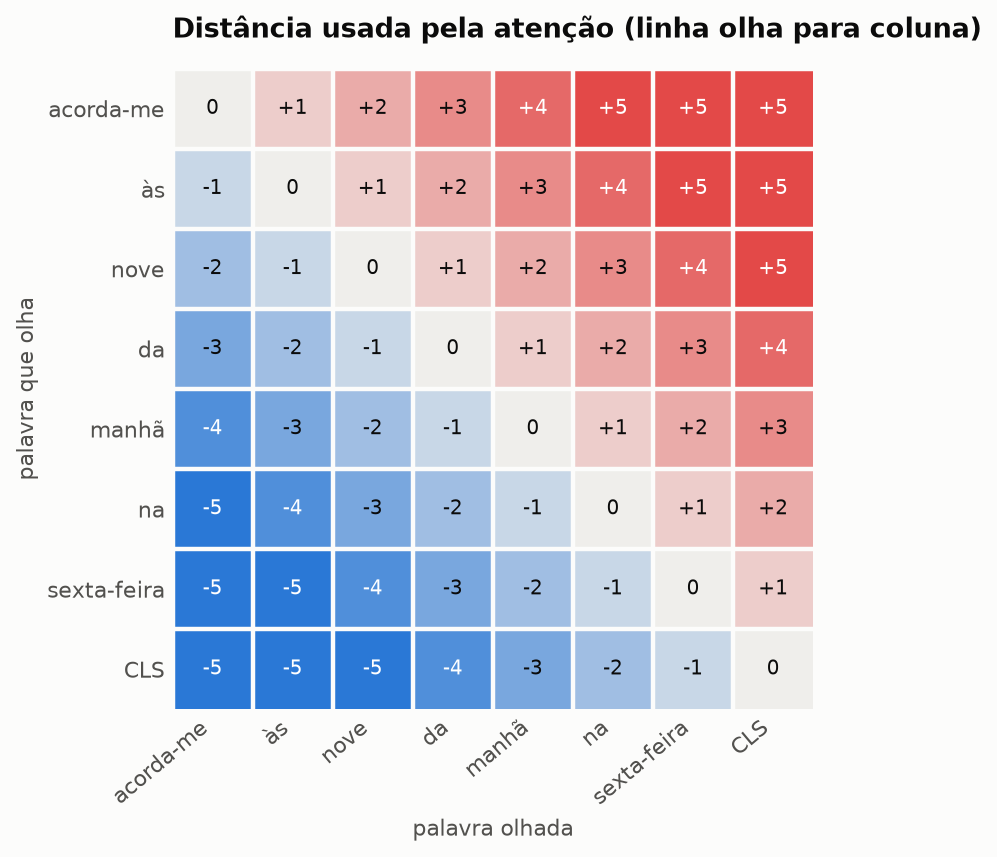 Distância usada pela atenção (linha olha para coluna)
acorda-me 0 +1 +2 +3 +4 +5 +5 +5
às -1 0 +1 +2 +3 +4 +5 +5
nove -2 -1 0 +1 +2 +3 +4 +5
da -3 -2 -1 0 +1 +2 +3 +4
manhã -4 -3 -2 -1 0 +1 +2 +3
na -5 -4 -3 -2 -1 0 +1 +2
sexta-feira -5 -5 -4 -3 -2 -1 0 +1
CLS -5 -5 -5 -4 -3 -2 -1 0
palavra que olha
acorda-me às nove da manhã na sexta-feira CLS
palavra olhada